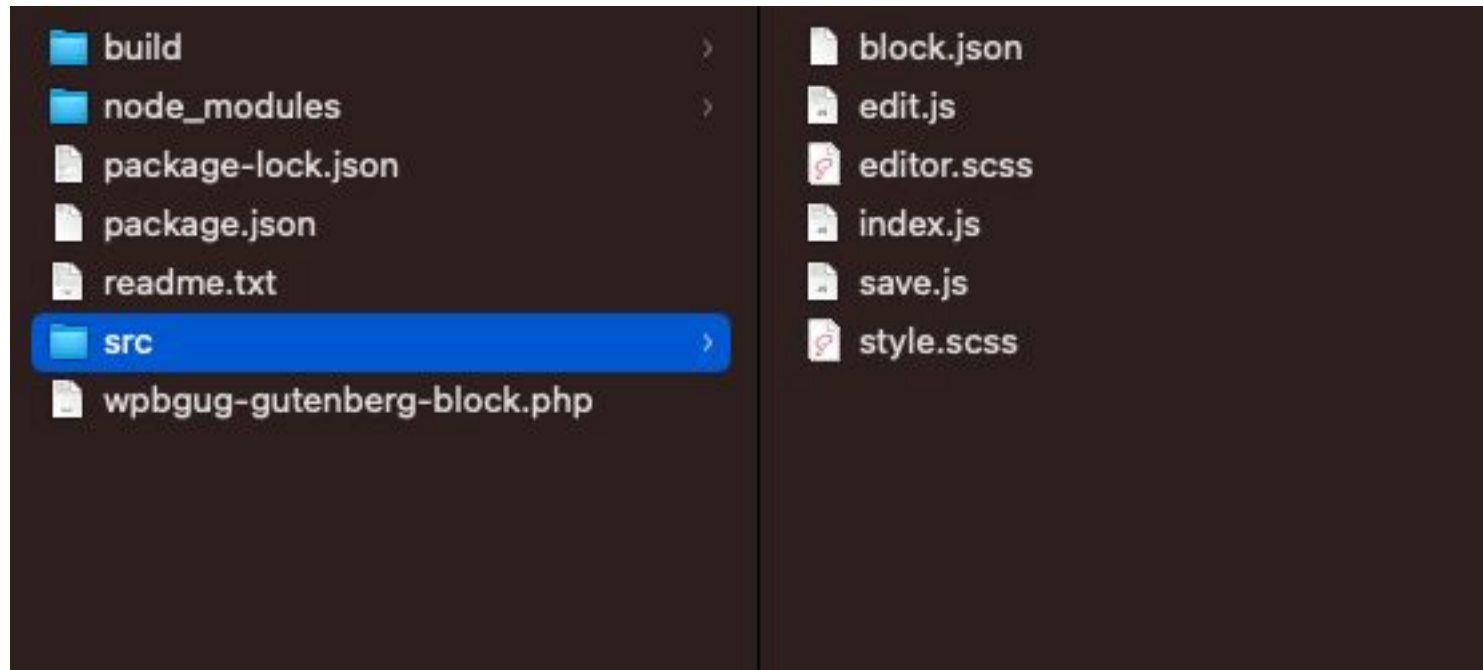 build
node_modules
package-lock.json
package.json
readme.txt
src
wpbgug-gutenberg-block.php
block.json
edit.js
editor.scss
index.js
save.js
style.scss